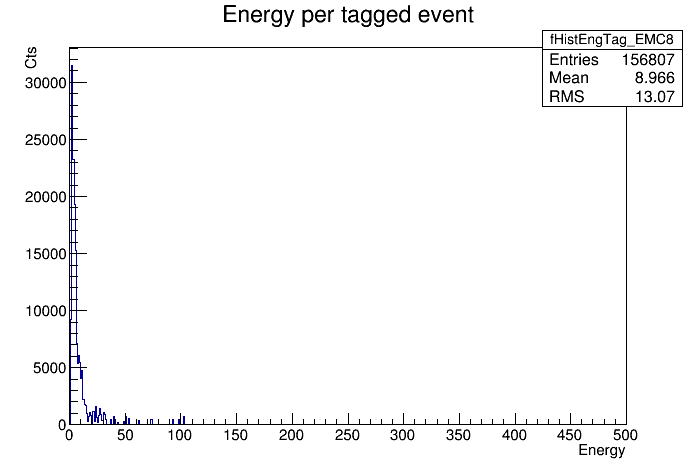 Energy per tagged event
fHistEngTag_EMC8
Entries 156807
Mean 8.966
RMS 13.07
Cts
30000
25000
20000
15000
10000
5000
0
0 50 100 150 200 250 300 350 400 450 500
Energy